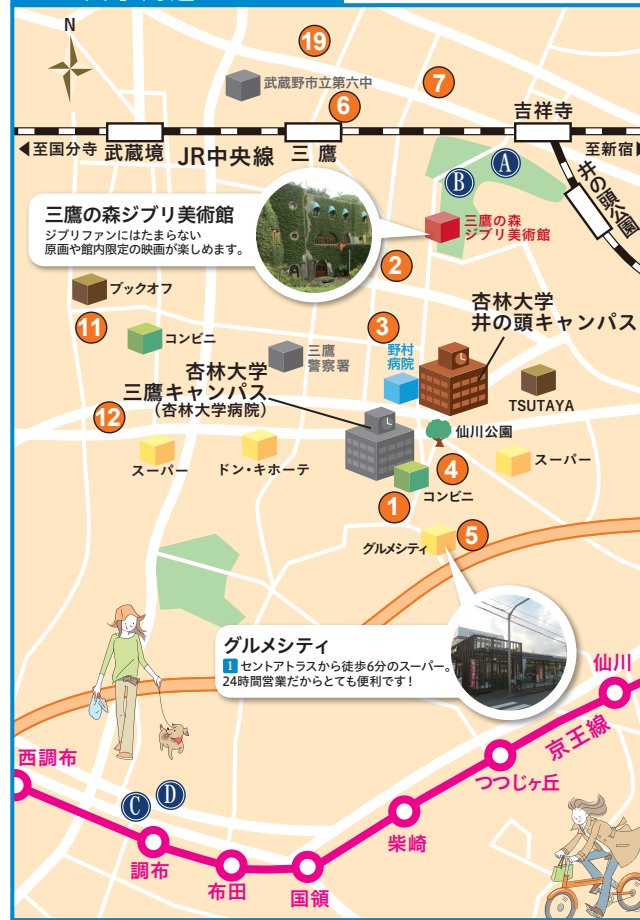 N
19
武蔵野市立第六中
7
6
吉祥寺
◀至国分寺
武蔵境
JR中央線
三鷹
至新宿▶
A
B
井の頭公園
三鷹の森ジブリ美術館
ジブリファンにはたまらない
原画や館内限定の映画が楽しめます。
三鷹の森
ジブリ美術館
2
ブックオフ
杏林大学
井の頭キャンパス
11
コンビニ
3
三鷹
警察署
野村
病院
杏林大学
三鷹キャンパス
(杏林大学病院)
TSUTAYA
12
仙川公園
スーパー
ドン・キホーテ
4
スーパー
コンビニ
1
グルメシティ
5
グルメシティ
1 セントアトラスから徒歩6分のスーパー。
24時間営業だからとても便利です!
仙川
京王線
西調布
つつじヶ丘
C
D
柴崎
調布
布田
国領